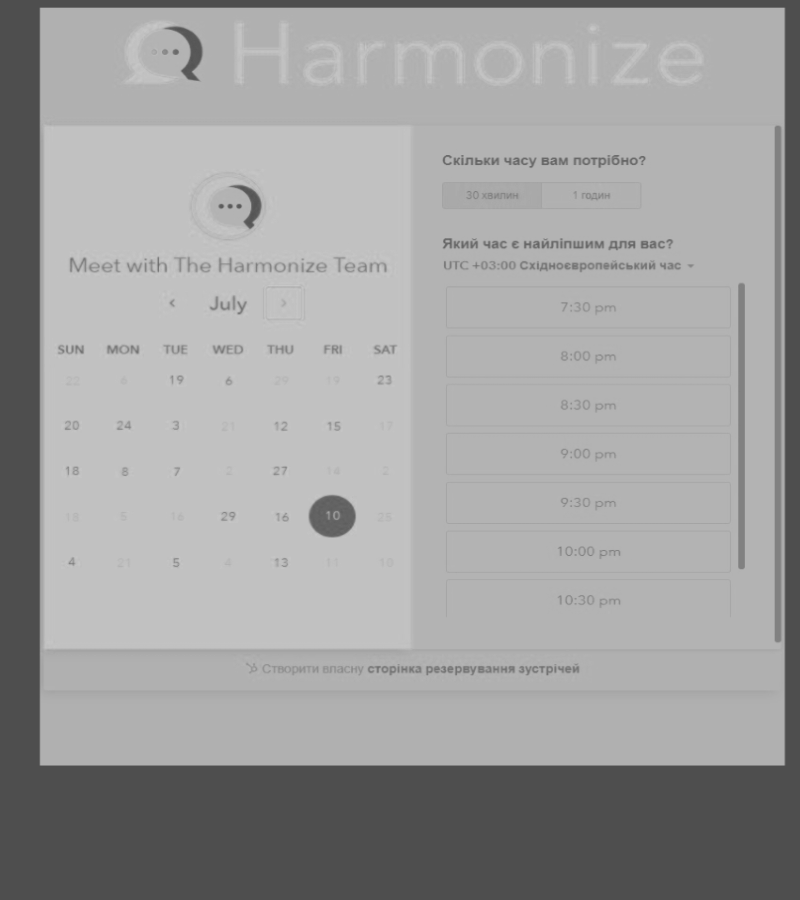 Harmonize
Meet with The Harmonize Team
July
SUN MON TUE WED THU FRI SAT
22 6 19 6 29 19 23
20 24 3 21 12 15 17
18 8 7 2 27 14 2
18 5 16 29 16 10 25
4 21 5 4 13 11 10
Скільки часу вам потрібно?
30 хвилин 1 годин
Який час є найліпшим для вас?
UTC +03:00 Східноєвропейський час
7:30 pm
8:00 pm
8:30 pm
9:00 pm
9:30 pm
10:00 pm
10:30 pm
Створити власну сторінка резервування зустрічей